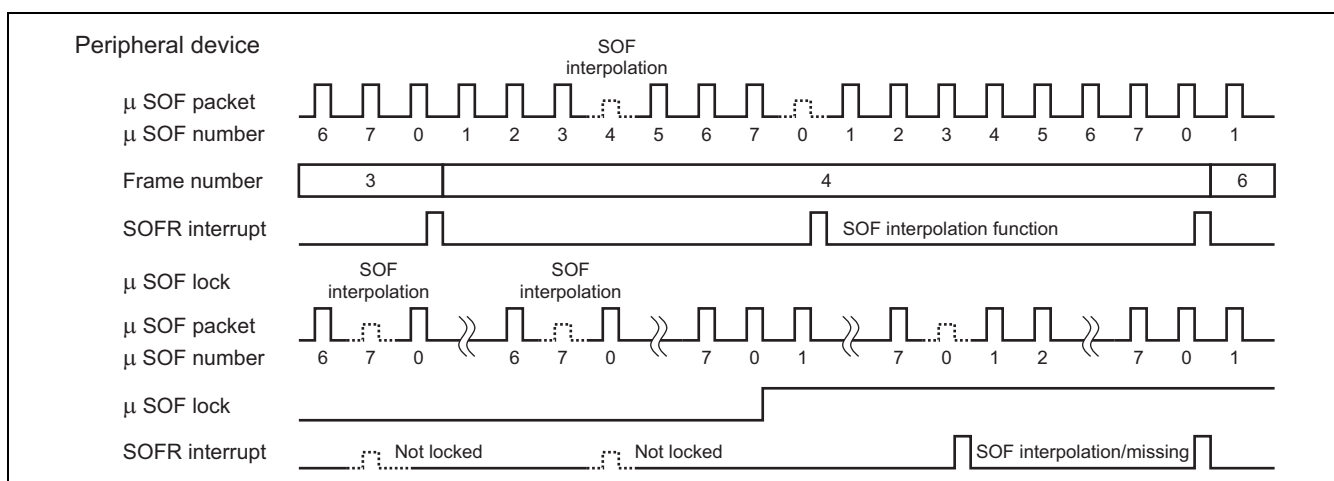 Peripheral device
SOF
interpolation
μ SOF packet
μ SOF number 6 7 0 1 2 3 4 5 6 7 0 1 2 3 4 5 6 7 0 1
Frame number 3 4 6
SOFR interrupt SOF interpolation function
μ SOF lock
SOF SOF
interpolation interpolation
μ SOF packet
μ SOF number 6 7 0 6 7 0 7 0 1 7 0 1 2 7 0 1
μ SOF lock
SOFR interrupt Not locked Not locked SOF interpolation/missing